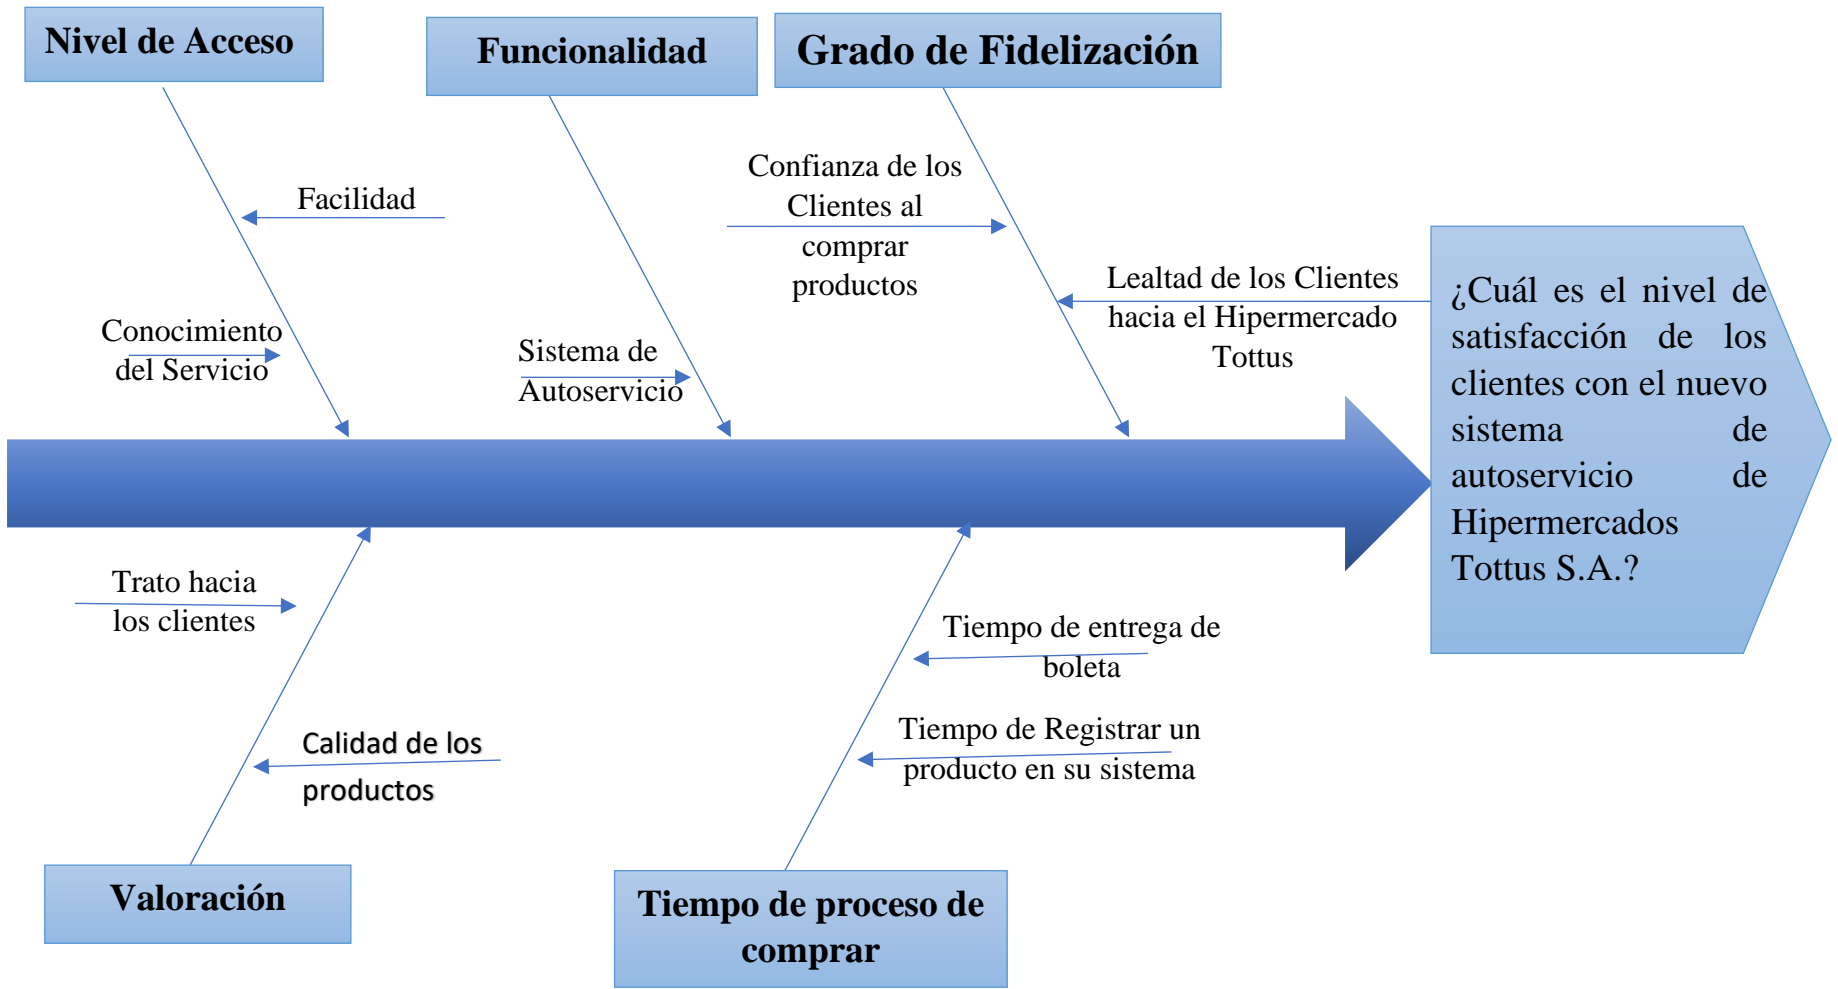 Nivel de Acceso
Funcionalidad
Grado de Fidelización
Facilidad
Conocimiento
del Servicio
Sistema de
Autoservicio
Confianza de los
Clientes al
comprar
productos
Lealtad de los Clientes
hacia el Hipermercado
Tottus
¿Cuál es el nivel de
satisfacción de los
clientes con el nuevo
sistema de
autoservicio de
Hipermercados
Tottus S.A.?
Trato hacia
los clientes
Calidad de los
productos
Tiempo de entrega de
boleta
Tiempo de Registrar un
producto en su sistema
Valoración
Tiempo de proceso de
comprar